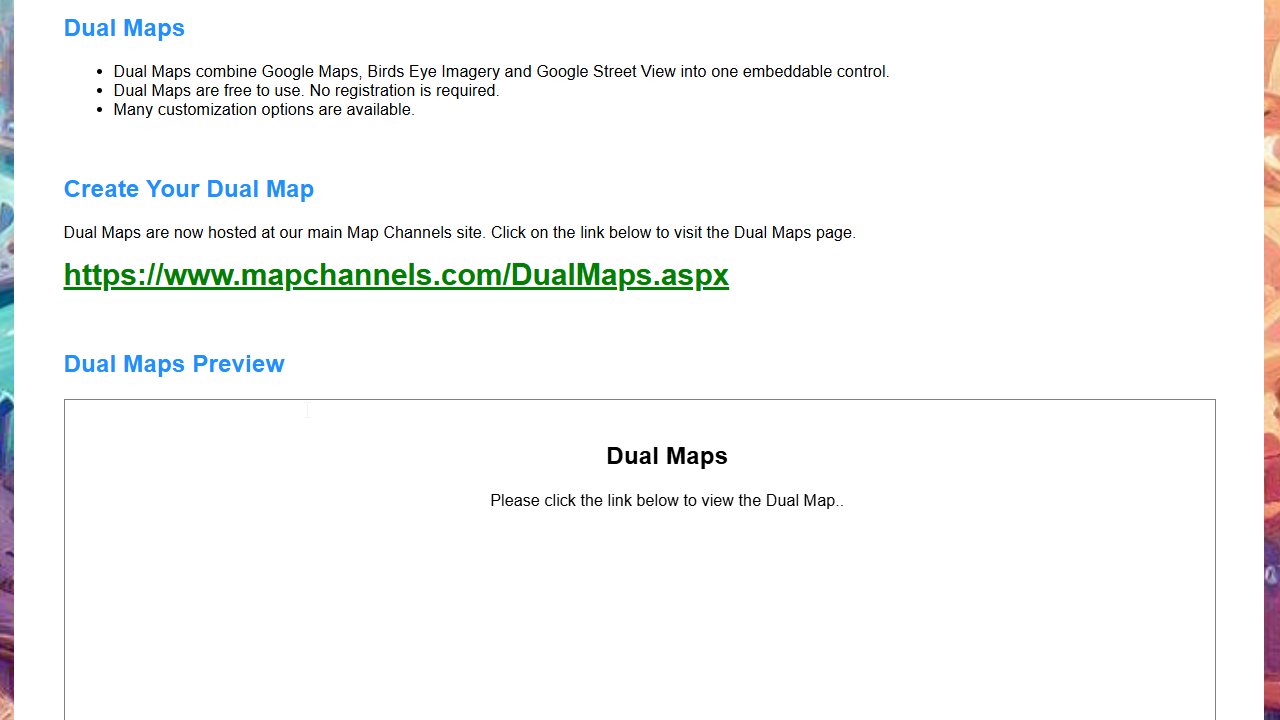 Dual Maps
Dual Maps combine Google Maps, Birds Eye Imagery and Google Street View into one embeddable control.
Dual Maps are free to use. No registration is required.
Many customization options are available.
Create Your Dual Map
Dual Maps are now hosted at our main Map Channels site. Click on the link below to visit the Dual Maps page.
https://www.mapchannels.com/DualMaps.aspx
Dual Maps Preview
Dual Maps
Please click the link below to view the Dual Map..